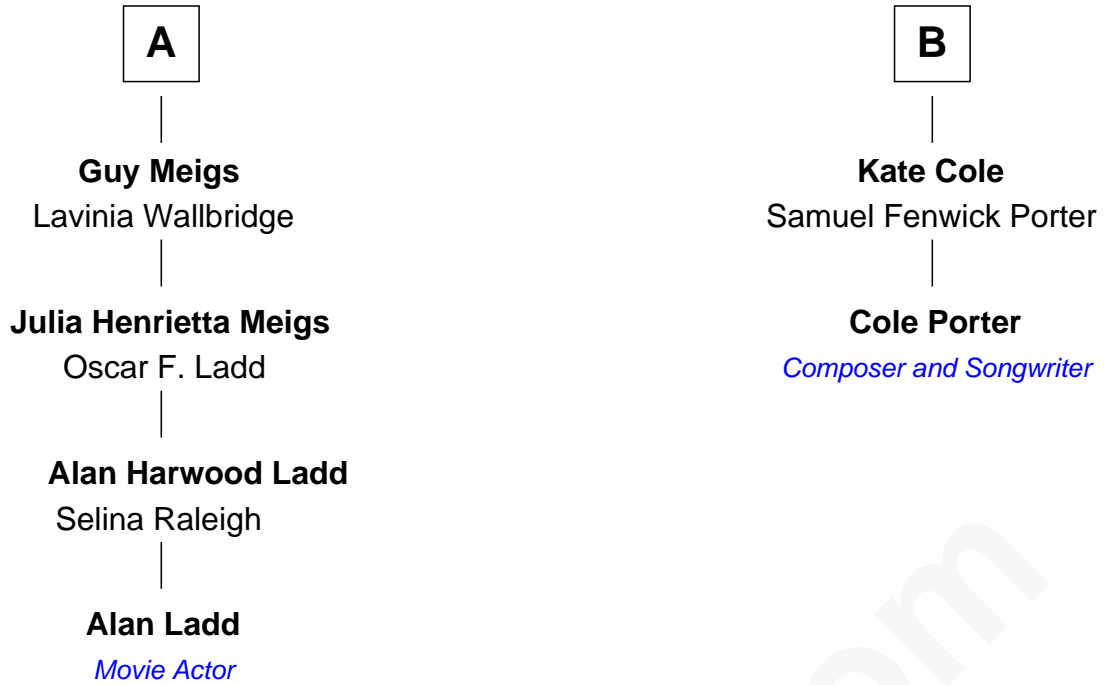 A
Guy Meigs
Lavinia Wallbridge
Julia Henrietta Meigs
Oscar F. Ladd
Alan Harwood Ladd
Selina Raleigh
Alan Ladd
Movie Actor
B
Kate Cole
Samuel Fenwick Porter
Cole Porter
Composer and Songwriter
om